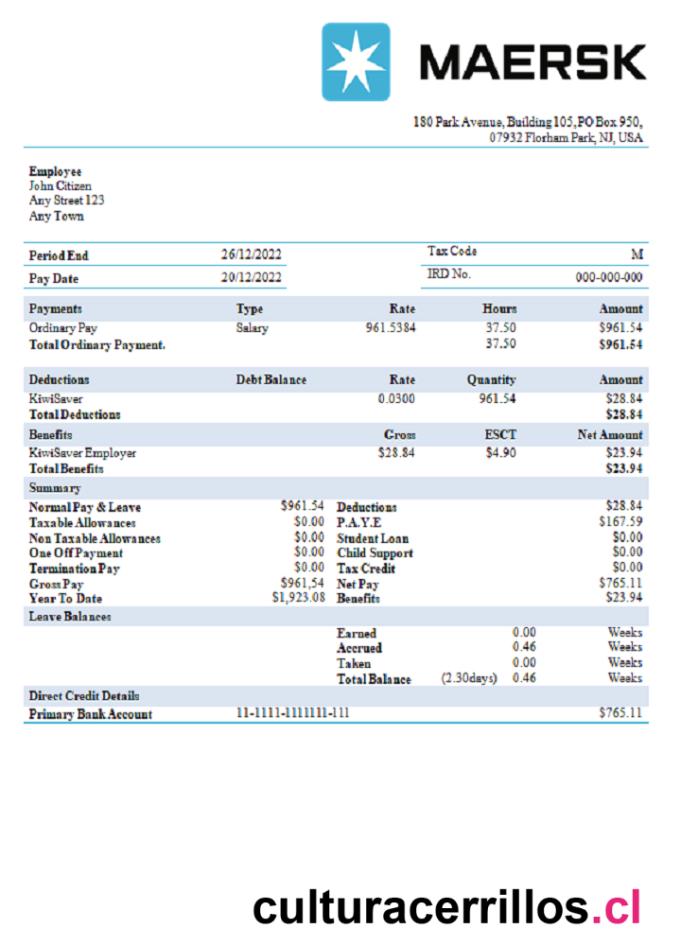 MAERSK
180 Park Avenue, Building 105,PO Box 950,
07932 Florham Park, NJ, USA
Employee
John Citizen
Any Street 123
Any Town
Period End 26/12/2022 Tax Code M
Pay Date 20/12/2022 IRD No. 000-000-000
Payments Type Rate Hours Amount
Ordinary Pay Salary 961.5384 37.50 $961.54
Total Ordinary Payment. 37.50 $961.54
Deductions Debt Balance Rate Quantity Amount
KiwiSaver 0.0300 961.54 $28.84
Total Deductions $28.84
Benefits Gross ESCT Net Amount
KiwiSaver Employer $28.84 $4.90 $23.94
Total Benefits $23.94
Summary
Normal Pay & Leave $961.54 Deductions $28.84
Taxable Allowances $0.00 P.A.Y.E $167.59
Non Taxable Allowances $0.00 Student Loan $0.00
One Off Payment $0.00 Child Support $0.00
Termination Pay $0.00 Tax Credit $0.00
Gross Pay $961,54 Net Pay $765.11
Year To Date $1,923.08 Benefits $23.94
Leave Balances
Earned 0.00 Weeks
Accrued 0.46 Weeks
Taken 0.00 Weeks
Total Balance (2.30days) 0.46 Weeks
Direct Credit Details
Primary Bank Account 11-1111-1111111-111 $765.11
culturacerrillos.cl